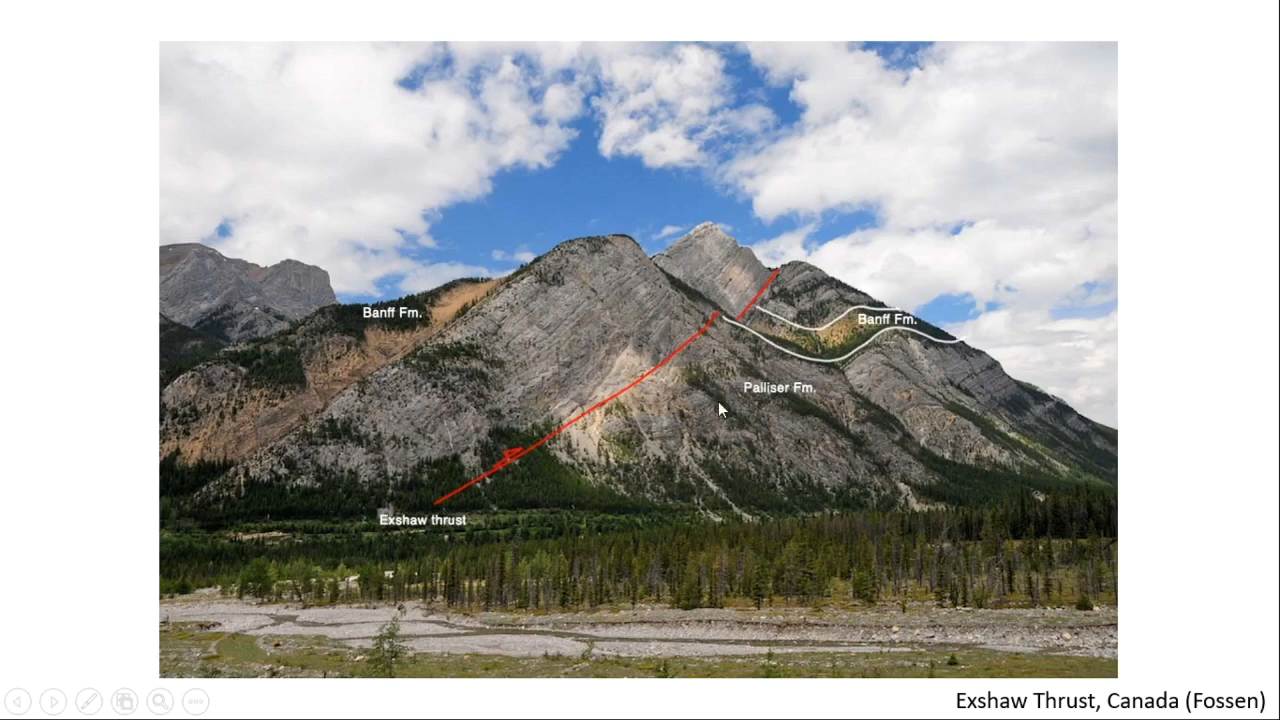 Banff Fm.
Banff Fm.
Palliser Fm.
Exshaw thrust
Exshaw Thrust, Canada (Fossen)